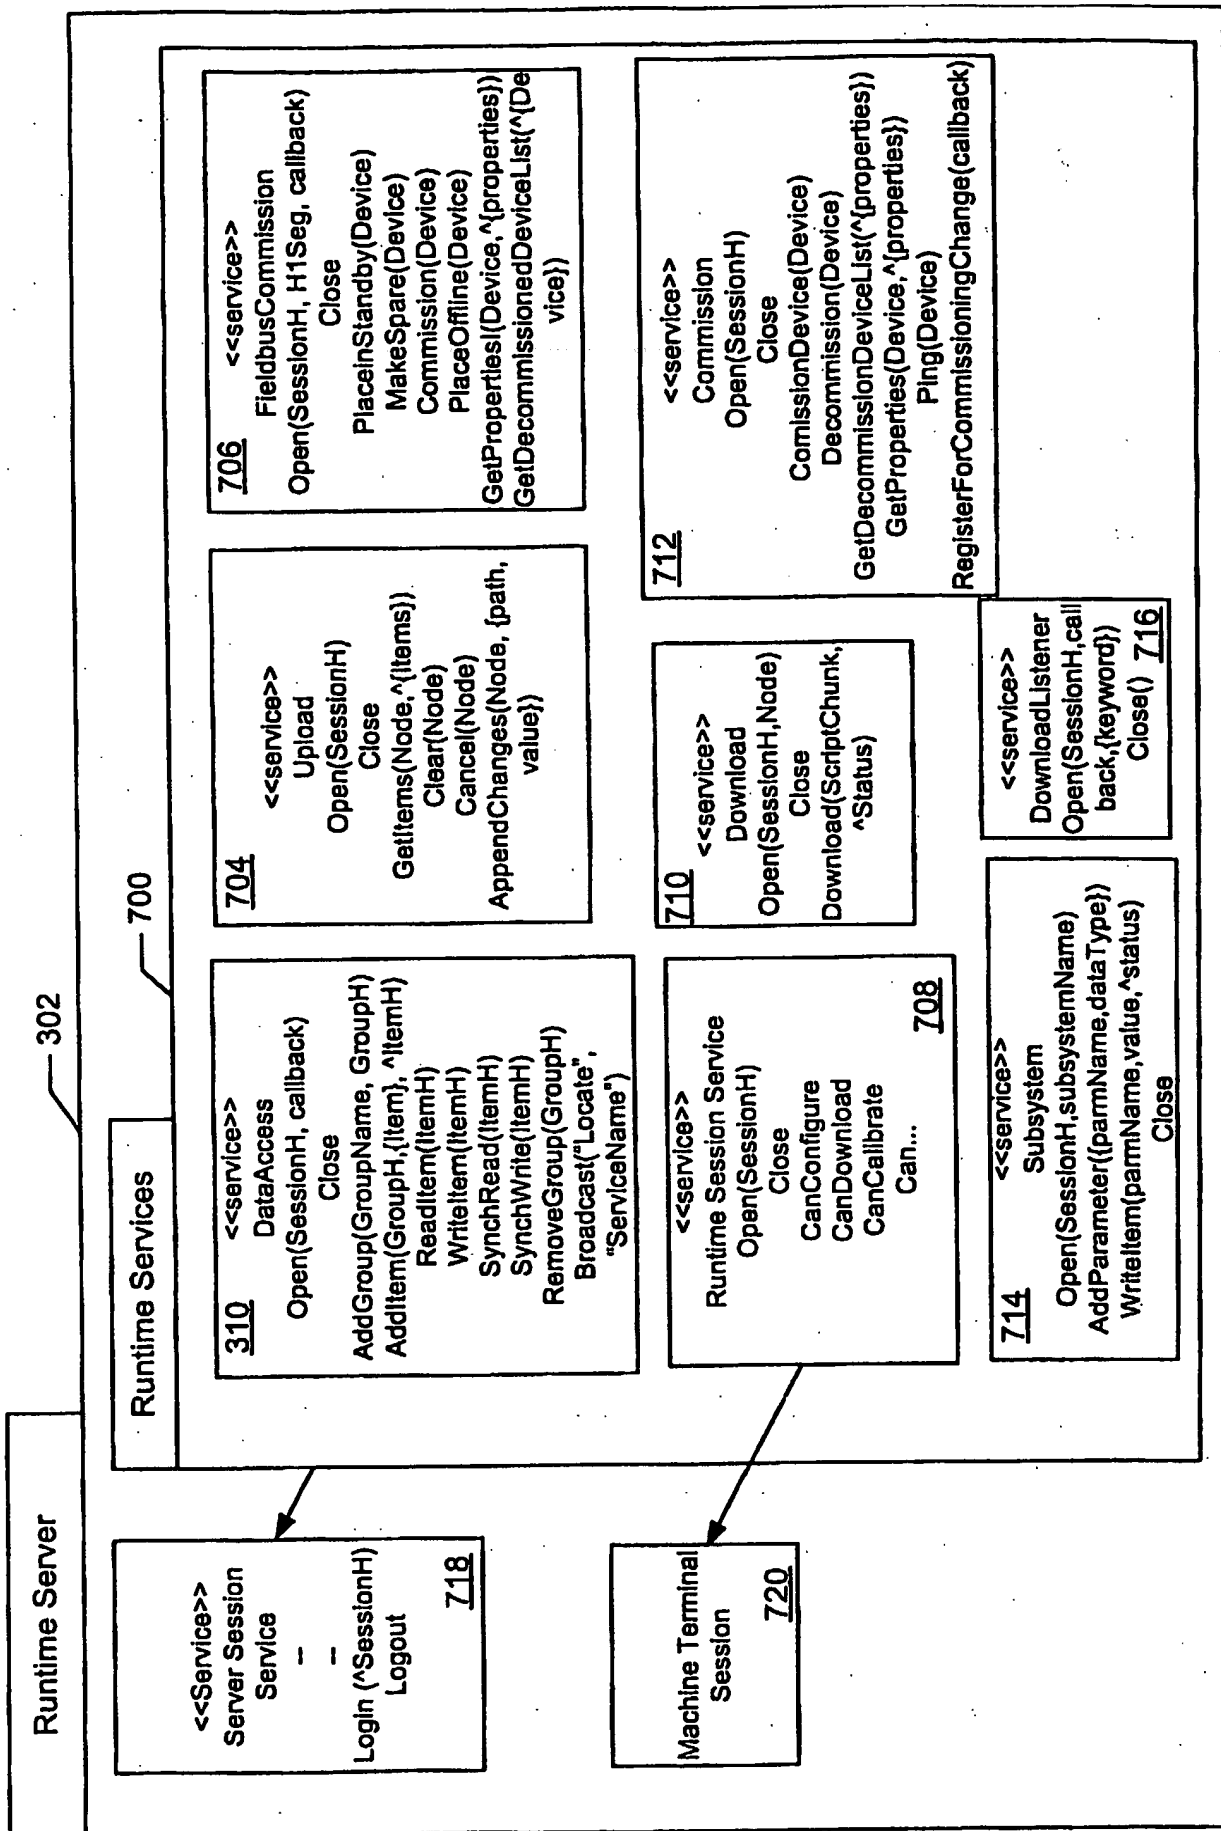 Runtime Server
302
Runtime Services
700
<<Service>>
Server Session
Service
--
--
Login (^SessionH)
Logout
718
Machine Terminal
Session
720
310
<<service>>
DataAccess
Open(SessionH, callback)
Close
AddGroup(GroupName, GroupH)
AddItem(GroupH,{Item}, ^ItemH)
ReadItem(ItemH)
WriteItem(ItemH)
SynchRead(ItemH)
SynchWrite(ItemH)
RemoveGroup(GroupH)
Broadcast("Locate",
"ServiceName")
704
<<service>>
Upload
Open(SessionH)
Close
GetItems(Node,^{Items})
Clear(Node)
Cancel(Node)
AppendChanges(Node, {path,
value})
706
<<service>>
FieldbusCommission
Open(SessionH, H1Seg, callback)
Close
PlaceinStandby(Device)
MakeSpare(Device)
Commission(Device)
PlaceOffline(Device)
GetPropertiesI(Device,^{properties})
GetDecommissionedDeviceList(^{De
vice})
<<service>>
Runtime Session Service
Open(SessionH)
Close
CanConfigure
CanDownload
CanCalibrate
Can...
708
710
<<service>>
Download
Open(SessionH,Node)
Close
Download(ScriptChunk,
^Status)
712
<<service>>
Commission
Open(SessionH)
Close
ComissionDevice(Device)
Decommission(Device)
GetDecommissionDeviceList(^{properties})
GetProperties(Device,^{properties})
Ping(Device)
RegisterForCommissioningChange(callback)
714
<<service>>
Subsystem
Open(SessionH,subsystemName)
AddParameter({parmName,dataType})
WriteItem(parmName,value,^status)
Close
<<service>>
DownloadListener
Open(SessionH,call
back,{keyword})
Close()
716